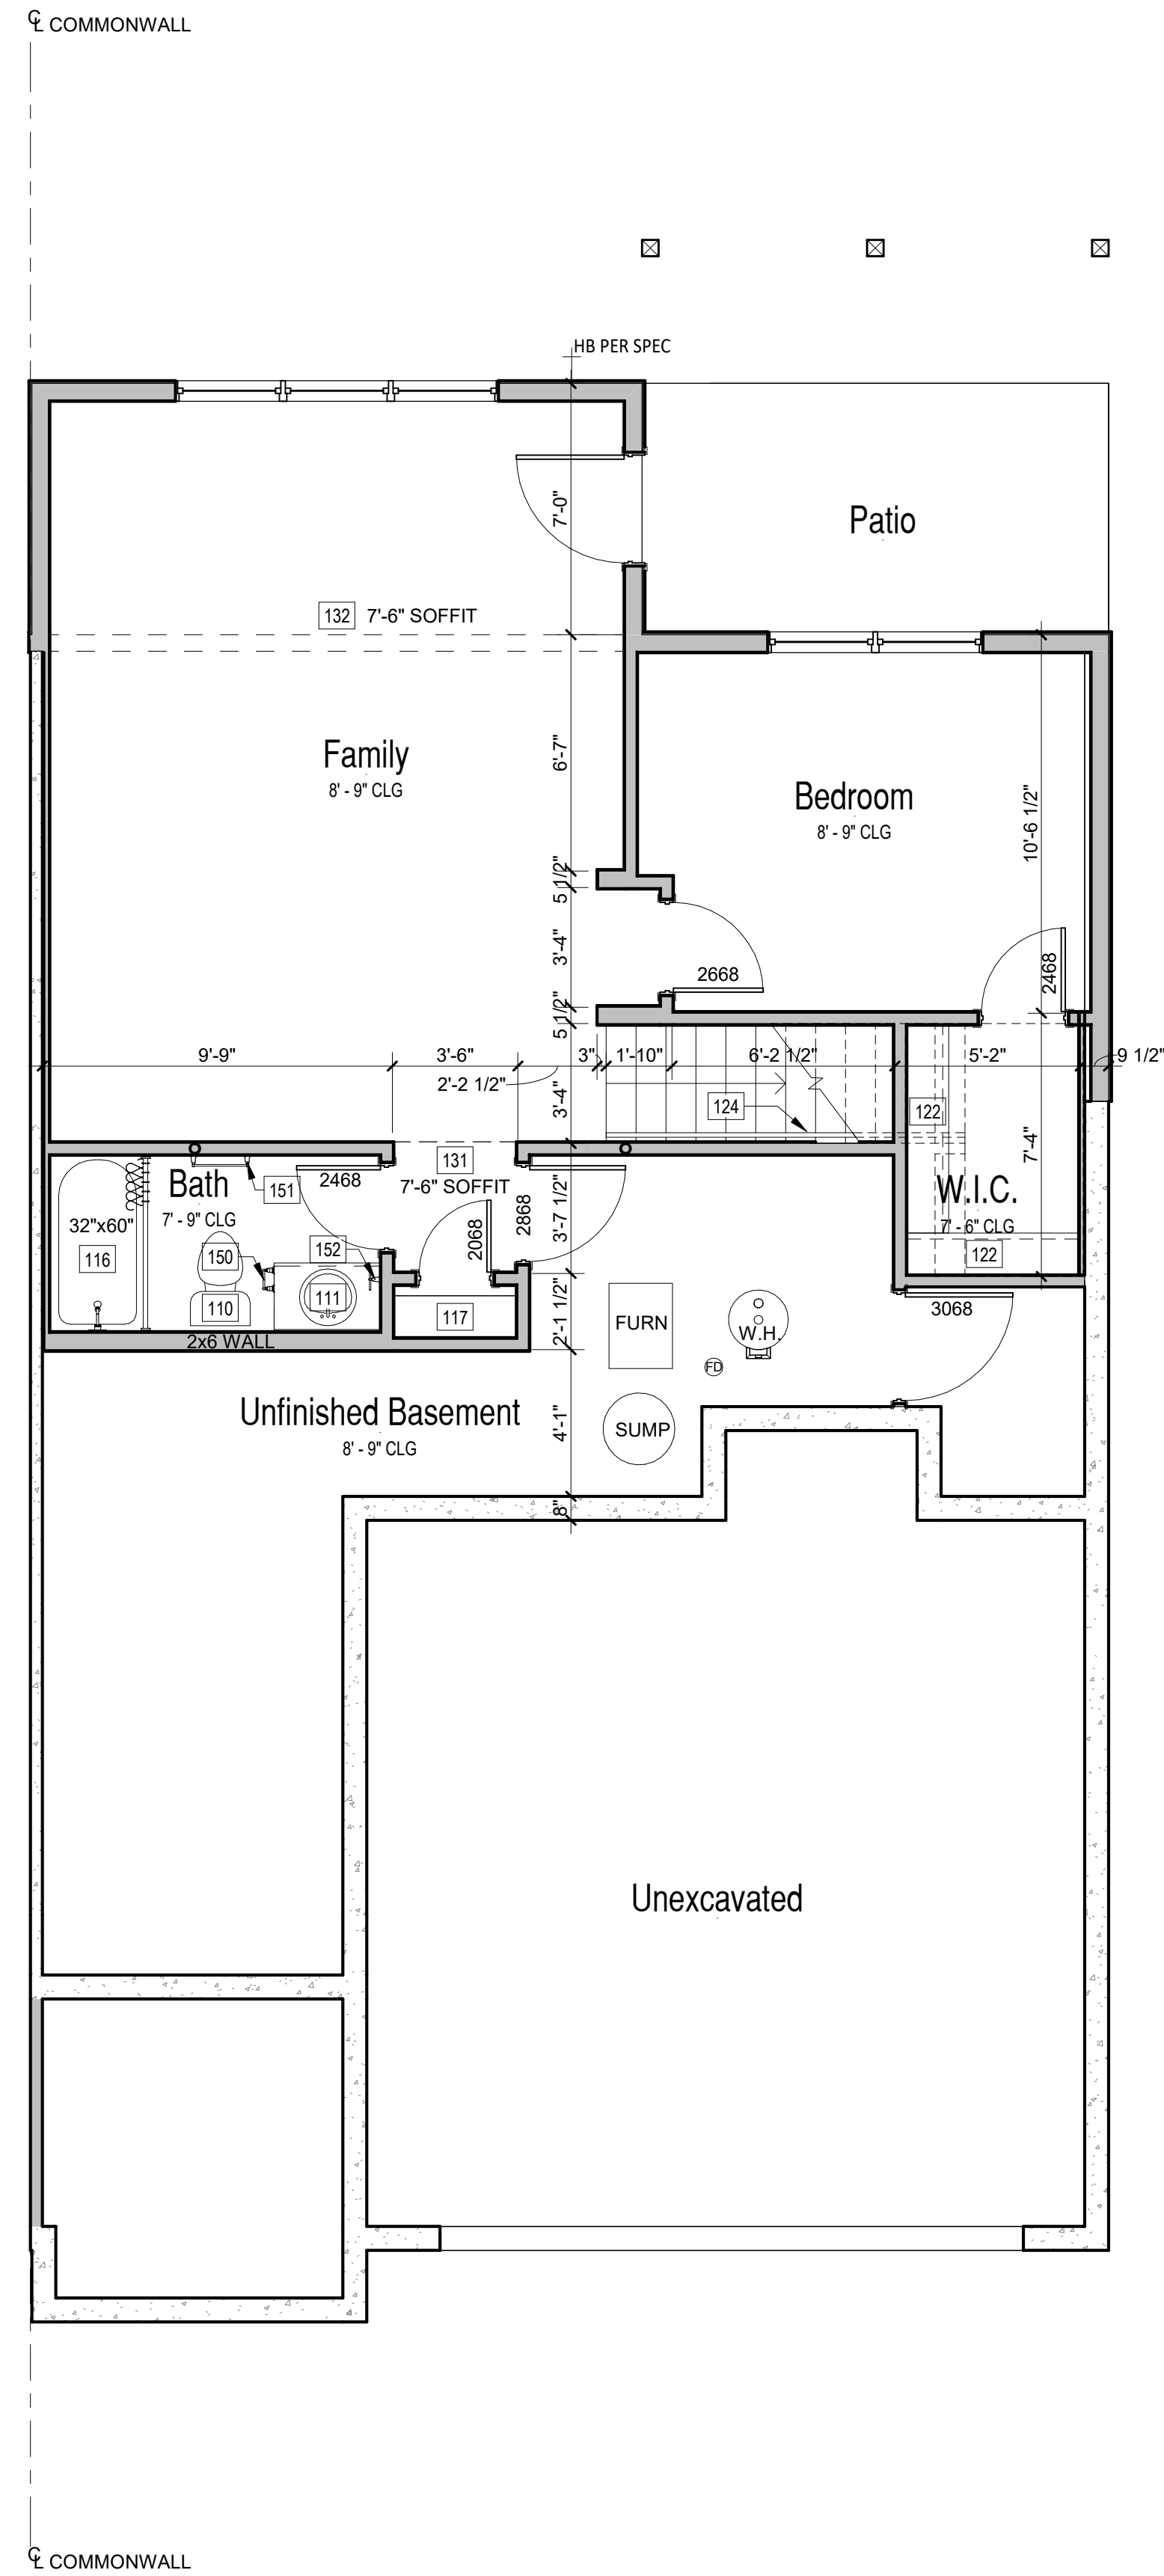 ℄ COMMONWALL
HB PER SPEC
7'-0"
Patio
132 7'-6" SOFFIT
6'-7"
Family
8' - 9" CLG
Bedroom
8' - 9" CLG
10'-6 1/2"
5 1/2"
3'-4"
2668
2468
5 1/2"
9'-9"
3'-6"
2'-2 1/2"
3"
1'-10"
6'-2 1/2"
5'-2"
9 1/2"
3'-4"
124
122
7'-4"
131
7'-6" SOFFIT
Bath
7' - 9" CLG
151
2468
2068
2868
3'-7 1/2"
W.I.C.
7' - 6" CLG
122
32"x60"
116
150
152
110
111
117
2x6 WALL
2'-1 1/2"
FURN
W.H.
FD
3068
SUMP
Unfinished Basement
8' - 9" CLG
4'-1"
8"
Unexcavated
℄ COMMONWALL